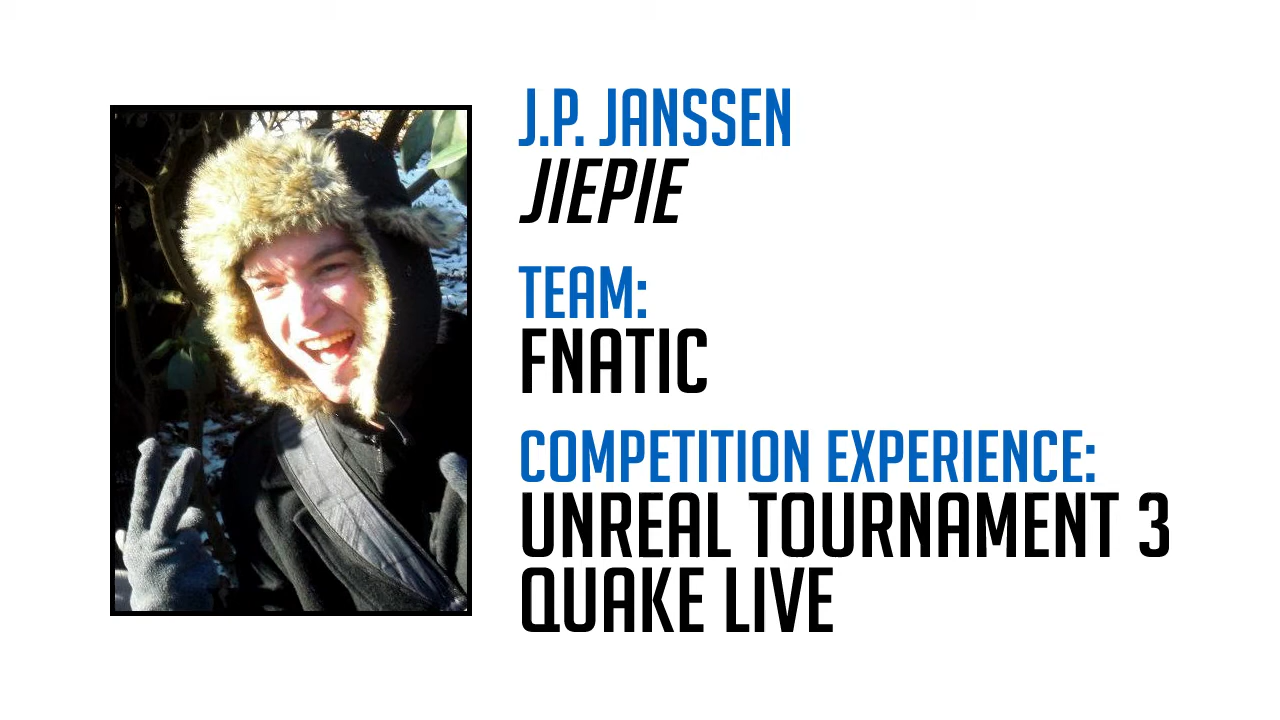 J.P. JANSSEN
JIEPIE
TEAM:
FNATIC
COMPETITION EXPERIENCE:
UNREAL TOURNAMENT 3
QUAKE LIVE